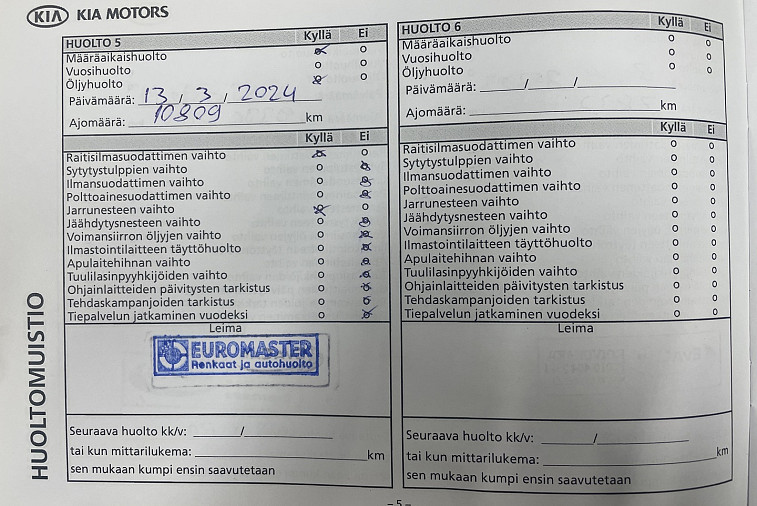 KIA KIA MOTORS
HUOLTO 5 Kyllä Ei
Määräaikaishuolto o
Vuosihuolto o o
Öljyhuolto o
Päivämäärä: 13 / 3 / 2024
Ajomäärä: 10809 km
Kyllä Ei
Raitisilmasuodattimen vaihto o
Sytytystulppien vaihto o
Ilmansuodattimen vaihto o
Polttoainesuodattimen vaihto o
Jarrunesteen vaihto o
Jäähdytysnesteen vaihto o
Voimansiirron öljyjen vaihto o
Ilmastointilaitteen täyttöhuolto o
Apulaitehihnan vaihto o
Tuulilasinpyyhkijöiden vaihto o
Ohjainlaitteiden päivitysten tarkistus o
Tehdaskampanjoiden tarkistus o
Tiepalvelun jatkaminen vuodeksi o
Leima
EUROMASTER
Renkaat ja autohuolto
Seuraava huolto kk/v: /
tai kun mittarilukema: km
sen mukaan kumpi ensin saavutetaan
HUOLTO 6 Kyllä Ei
Määräaikaishuolto o o
Vuosihuolto o o
Öljyhuolto o o
Päivämäärä: / /
Ajomäärä: km
Kyllä Ei
Raitisilmasuodattimen vaihto o o
Sytytystulppien vaihto o o
Ilmansuodattimen vaihto o o
Polttoainesuodattimen vaihto o o
Jarrunesteen vaihto o o
Jäähdytysnesteen vaihto o o
Voimansiirron öljyjen vaihto o o
Ilmastointilaitteen täyttöhuolto o o
Apulaitehihnan vaihto o o
Tuulilasinpyyhkijöiden vaihto o o
Ohjainlaitteiden päivitysten tarkistus o o
Tehdaskampanjoiden tarkistus o o
Tiepalvelun jatkaminen vuodeksi o o
Leima
Seuraava huolto kk/v: /
tai kun mittarilukema: km
sen mukaan kumpi ensin saavutetaan
HUOLTOMUISTIO
– 5 –